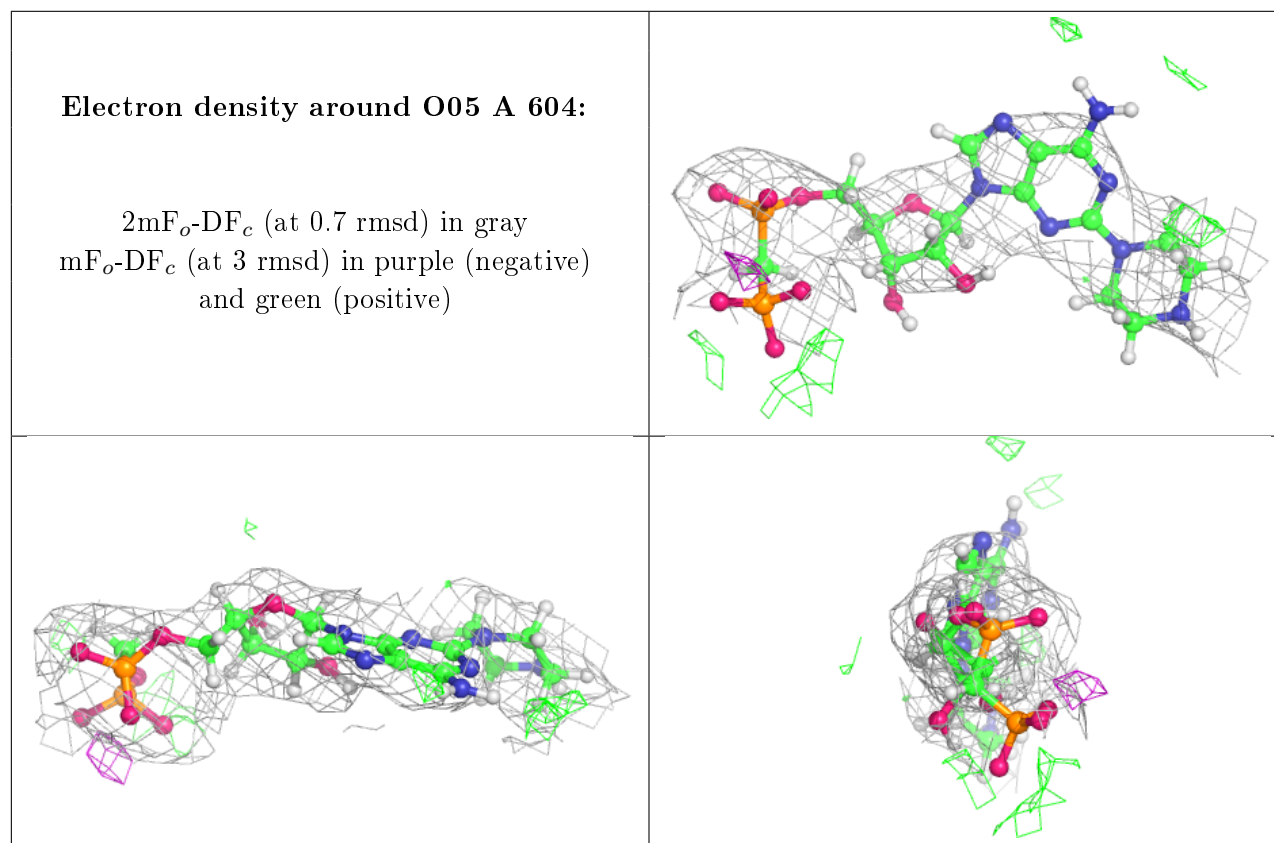 Electron density around O05 A 604:
2mFo-DFc (at 0.7 rmsd) in gray
mFo-DFc (at 3 rmsd) in purple (negative)
and green (positive)